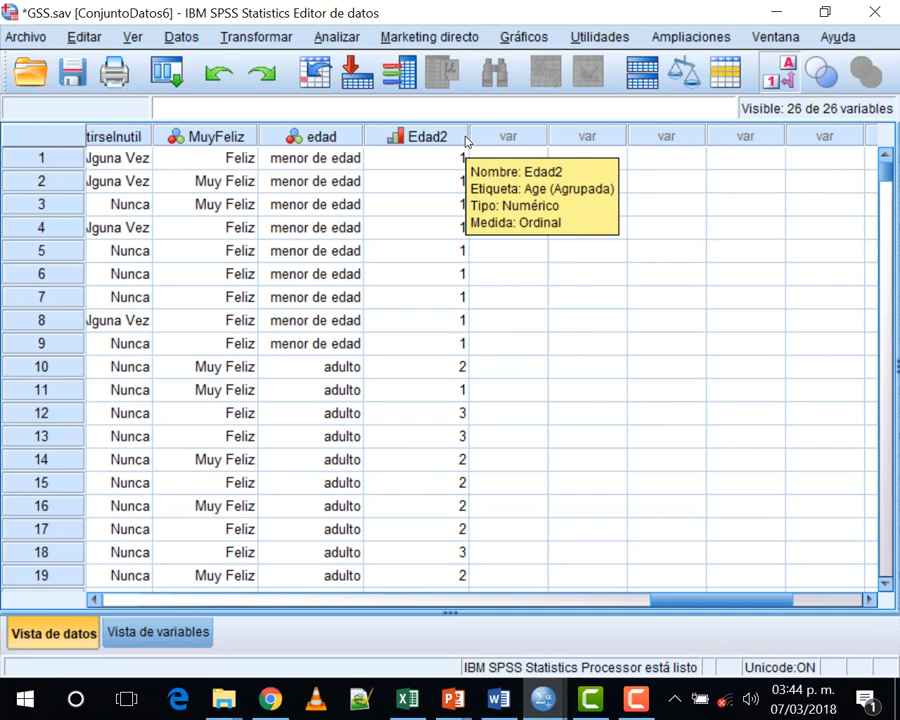 *GSS.sav [ConjuntoDatos6] - IBM SPSS Statistics Editor de datos
Archivo Editar Ver Datos Transformar Analizar Marketing directo Gráficos Utilidades Ampliaciones Ventana Ayuda
Visible: 26 de 26 variables
tirseInutil MuyFeliz edad Edad2 var var var var var
1 lguna Vez Feliz menor de edad 1
2 lguna Vez Muy Feliz menor de edad 1
3 Nunca Muy Feliz menor de edad 1
4 lguna Vez Feliz menor de edad 1
5 Nunca Feliz menor de edad 1
6 Nunca Feliz menor de edad 1
7 Nunca Feliz menor de edad 1
8 lguna Vez Feliz menor de edad 1
9 Nunca Feliz menor de edad 1
10 Nunca Muy Feliz adulto 2
11 Nunca Muy Feliz adulto 1
12 Nunca Feliz adulto 3
13 Nunca Feliz adulto 3
14 Nunca Muy Feliz adulto 2
15 Nunca Feliz adulto 2
16 Nunca Muy Feliz adulto 2
17 Nunca Feliz adulto 2
18 Nunca Feliz adulto 3
19 Nunca Muy Feliz adulto 2
Nombre: Edad2
Etiqueta: Age (Agrupada)
Tipo: Numérico
Medida: Ordinal
Vista de datos Vista de variables
IBM SPSS Statistics Processor está listo Unicode:ON
03:44 p. m.
07/03/2018
1